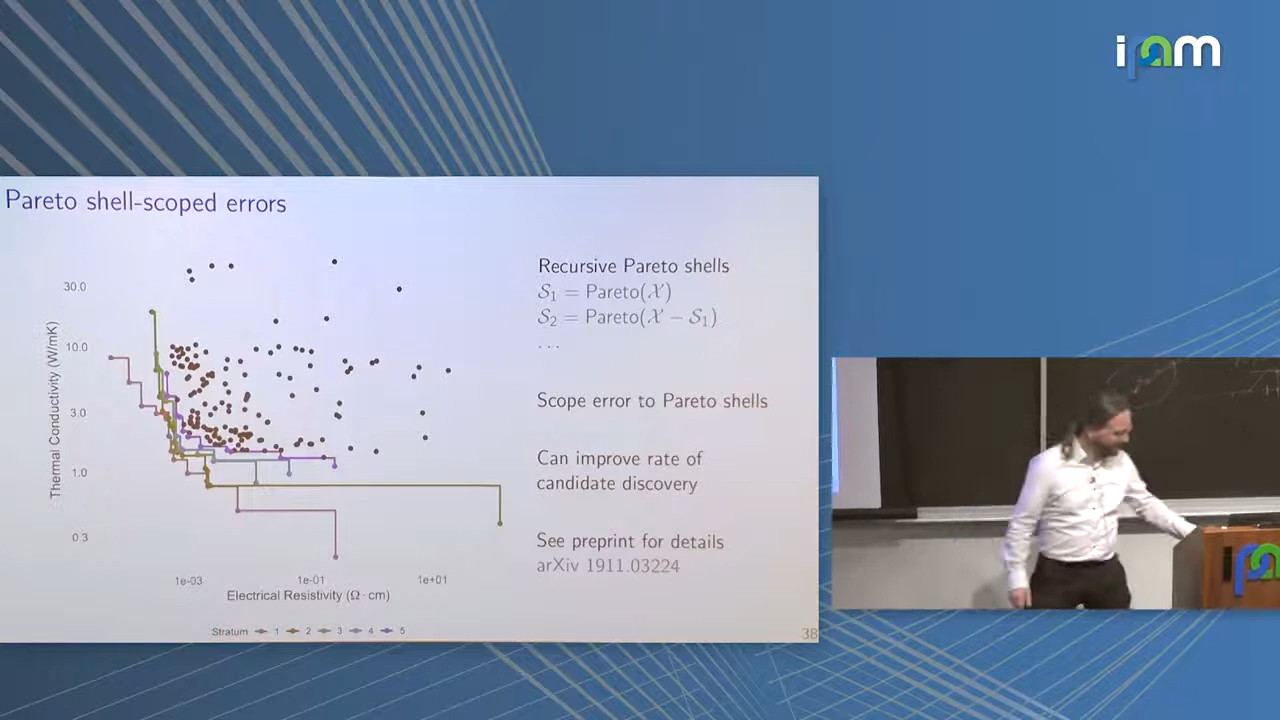 ipam
Pareto shell-scoped errors
Thermal Conductivity (W/mK)
30.0
10.0
3.0
1.0
0.3
1e-03
1e-01
1e+01
Electrical Resistivity (Ω · cm)
Stratum 1 2 3 4 5
Recursive Pareto shells
S₁ = Pareto(X)
S₂ = Pareto(X − S₁)
. . .
Scope error to Pareto shells
Can improve rate of
candidate discovery
See preprint for details
arXiv 1911.03224
38